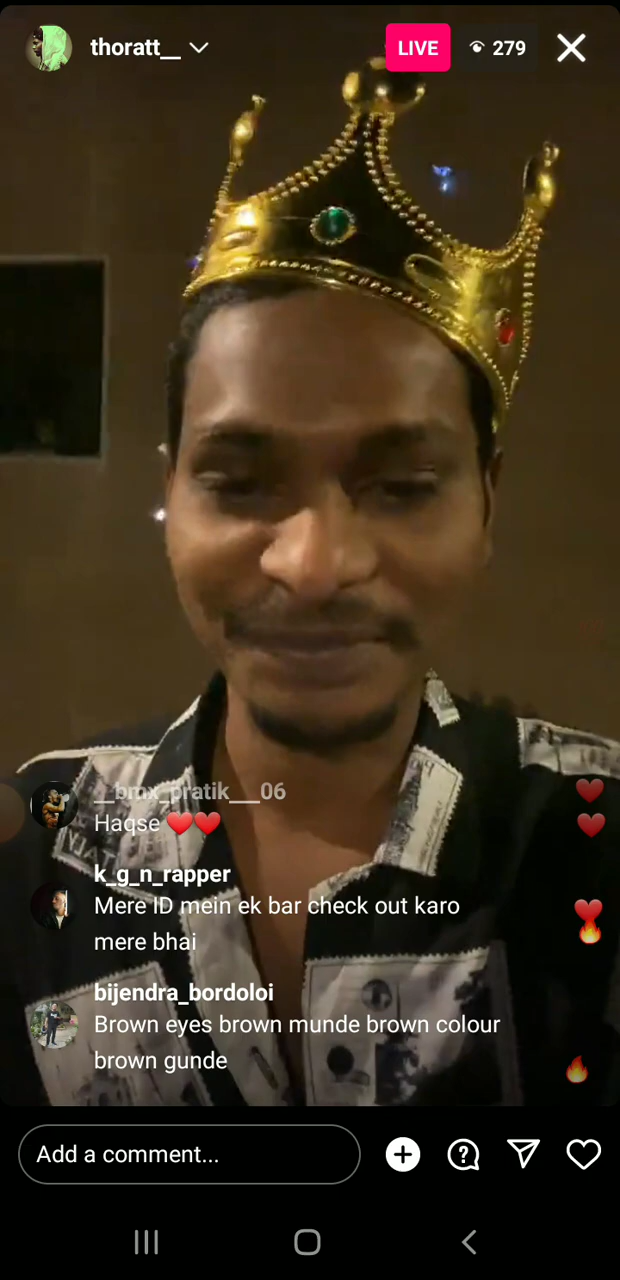 thoratt__
LIVE
279
__bmx_pratik___06
Haqse ❤️❤️
k_g_n_rapper
Mere ID mein ek bar check out karo
mere bhai
bijendra_bordoloi
Brown eyes brown munde brown colour
brown gunde
Add a comment...